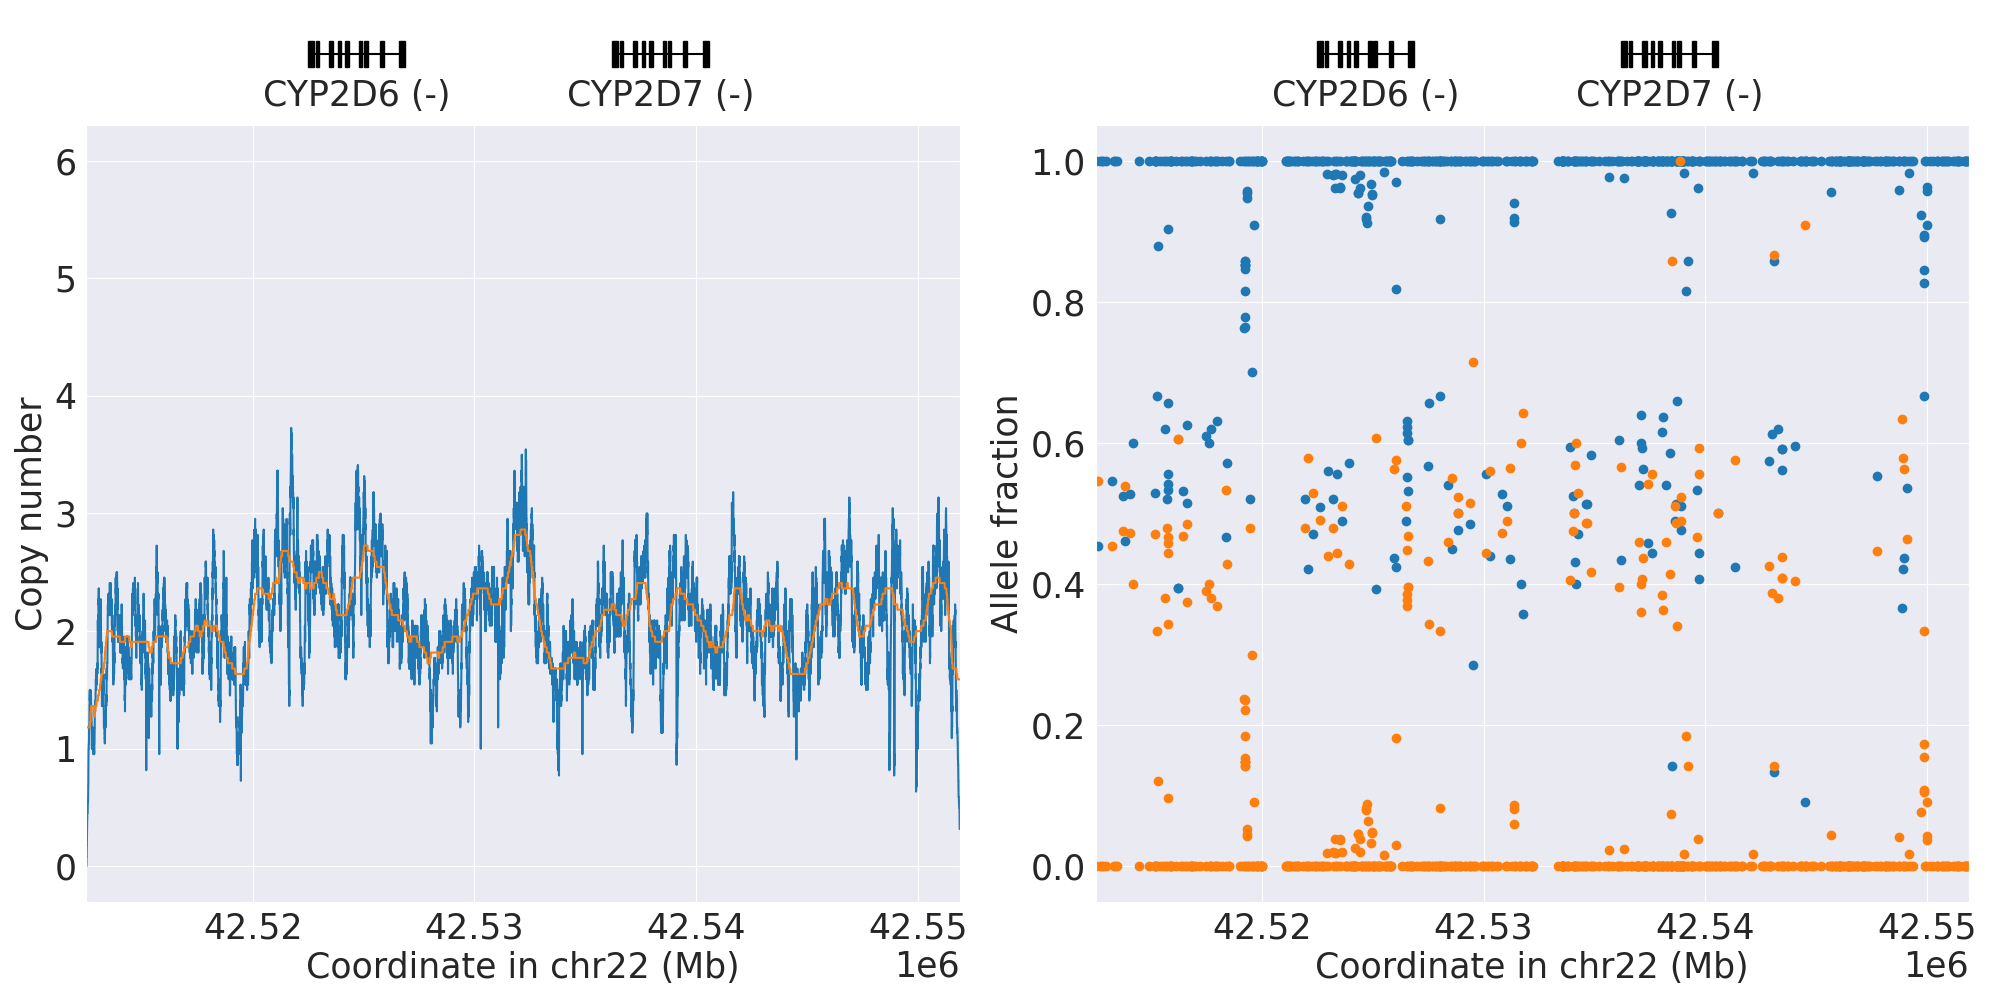 CYP2D6 (-) CYP2D7 (-)
6
5
4
3
2
1
0
Copy number
42.52 42.53 42.54 42.55
Coordinate in chr22 (Mb) 1e6
CYP2D6 (-) CYP2D7 (-)
1.0
0.8
0.6
0.4
0.2
0.0
Allele fraction
42.52 42.53 42.54 42.55
Coordinate in chr22 (Mb) 1e6